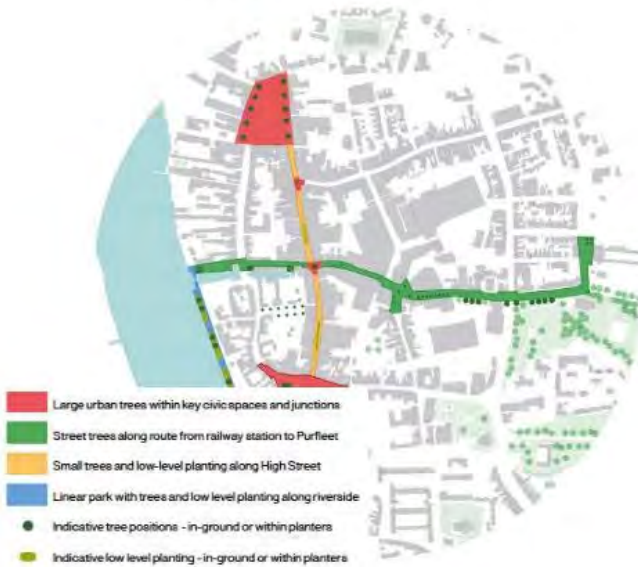 Large urban trees within key civic spaces and junctions
Street trees along route from railway station to Purfleet
Small trees and low-level planting along High Street
Linear park with trees and low level planting along riverside
Indicative tree positions - in-ground or within planters
Indicative low level planting - in-ground or within planters